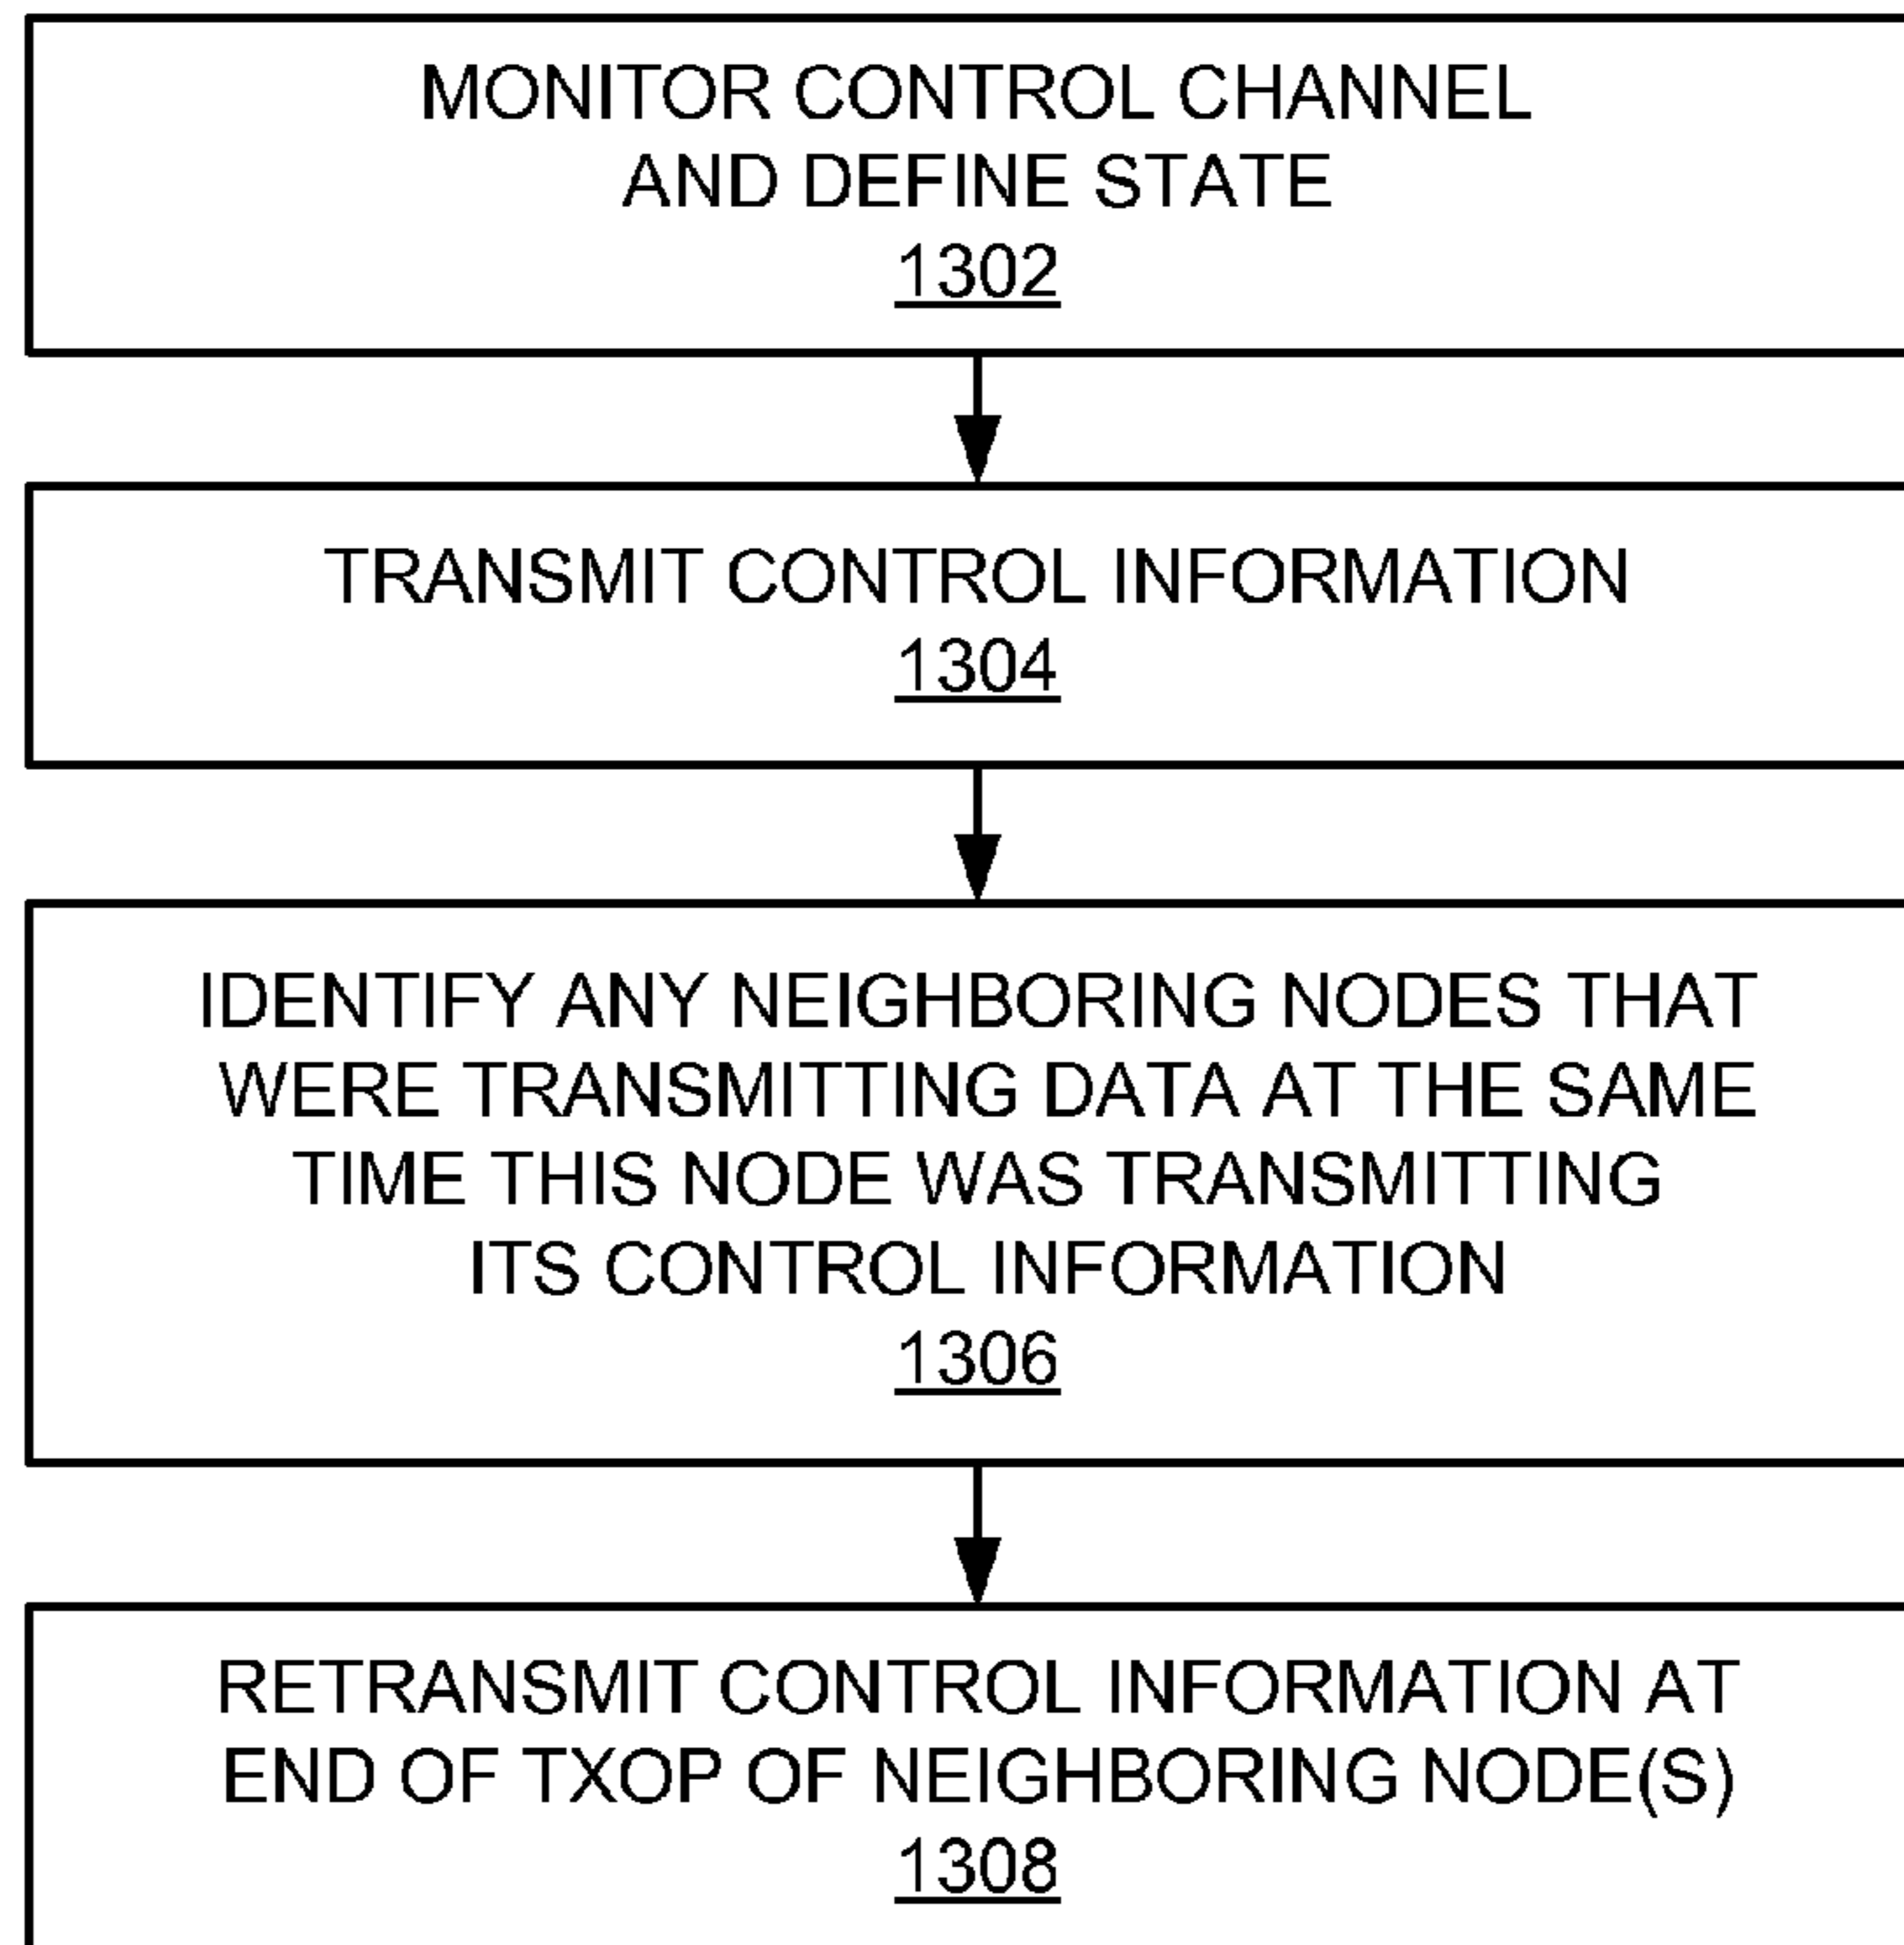 MONITOR CONTROL CHANNEL
AND DEFINE STATE
1302
TRANSMIT CONTROL INFORMATION
1304
IDENTIFY ANY NEIGHBORING NODES THAT
WERE TRANSMITTING DATA AT THE SAME
TIME THIS NODE WAS TRANSMITTING
ITS CONTROL INFORMATION
1306
RETRANSMIT CONTROL INFORMATION AT
END OF TXOP OF NEIGHBORING NODE(S)
1308